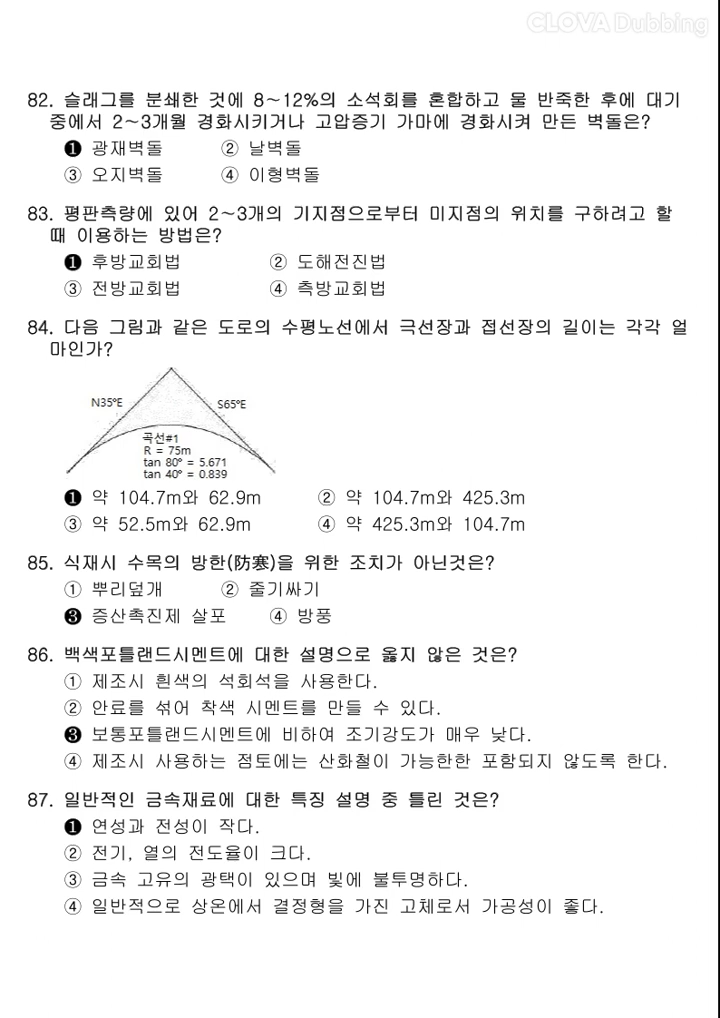 CLOVA Dubbing
82. 슬래그를 분쇄한 것에 8~12%의 소석회를 혼합하고 물 반죽한 후에 대기
중에서 2~3개월 경화시키거나 고압증기 가마에 경화시켜 만든 벽돌은?
❶ 광재벽돌 ② 날벽돌
③ 오지벽돌 ④ 이형벽돌
83. 평판측량에 있어 2~3개의 기지점으로부터 미지점의 위치를 구하려고 할
때 이용하는 방법은?
❶ 후방교회법 ② 도해전진법
③ 전방교회법 ④ 측방교회법
84. 다음 그림과 같은 도로의 수평노선에서 극선장과 접선장의 길이는 각각 얼
마인가?
N35ºE S65ºE
곡선#1
R = 75m
tan 80º = 5.671
tan 40º = 0.839
❶ 약 104.7m와 62.9m ② 약 104.7m와 425.3m
③ 약 52.5m와 62.9m ④ 약 425.3m와 104.7m
85. 식재시 수목의 방한(防寒)을 위한 조치가 아닌것은?
① 뿌리덮개 ② 줄기싸기
❸ 증산촉진제 살포 ④ 방풍
86. 백색포틀랜드시멘트에 대한 설명으로 옳지 않은 것은?
① 제조시 흰색의 석회석을 사용한다.
② 안료를 섞어 착색 시멘트를 만들 수 있다.
❸ 보통포틀랜드시멘트에 비하여 조기강도가 매우 낮다.
④ 제조시 사용하는 점토에는 산화철이 가능한한 포함되지 않도록 한다.
87. 일반적인 금속재료에 대한 특징 설명 중 틀린 것은?
❶ 연성과 전성이 작다.
② 전기, 열의 전도율이 크다.
③ 금속 고유의 광택이 있으며 빛에 불투명하다.
④ 일반적으로 상온에서 결정형을 가진 고체로서 가공성이 좋다.